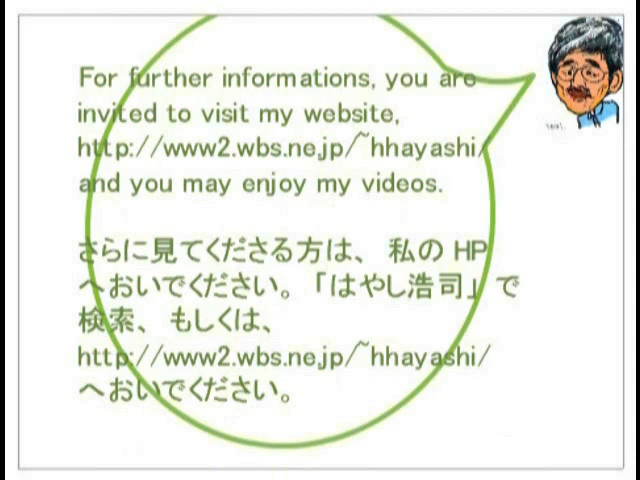 For further informations, you are
invited to visit my website,
http://www2.wbs.ne.jp/~hhayashi/
and you may enjoy my videos.
さらに見てくださる方は、 私の HP
へおいでください。「はやし浩司」で
検索、もしくは、
http://www2.wbs.ne.jp/~hhayashi/
へおいでください。